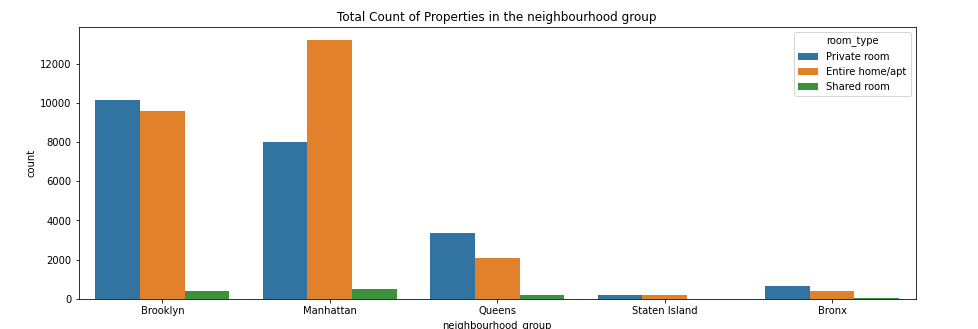 Total Count of Properties in the neighbourhood group
room_type
Private room
Entire home/apt
Shared room
12000
10000
8000
6000
4000
2000
0
count
Brooklyn
Manhattan
Queens
Staten Island
Bronx
neighbourhood_group